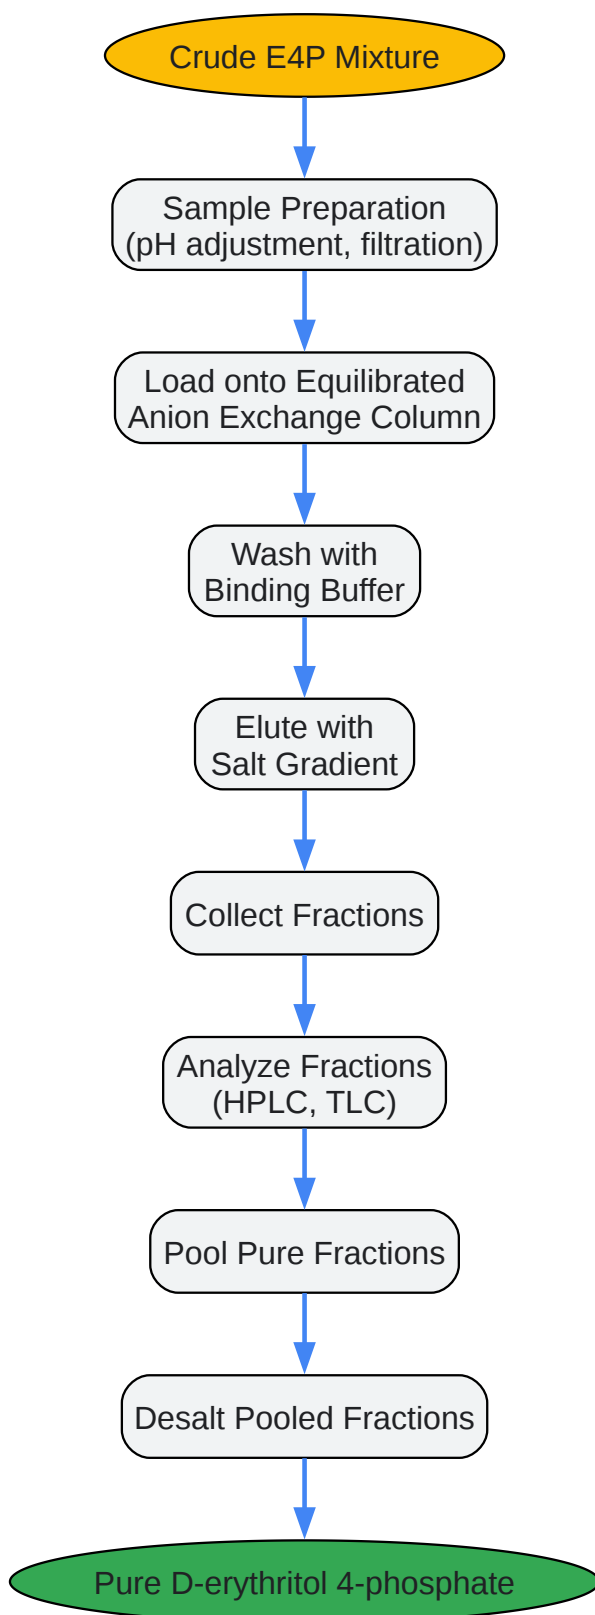 Crude E4P Mixture
Sample Preparation
(pH adjustment, filtration)
Load onto Equilibrated
Anion Exchange Column
Wash with
Binding Buffer
Elute with
Salt Gradient
Collect Fractions
Analyze Fractions
(HPLC, TLC)
Pool Pure Fractions
Desalt Pooled Fractions
Pure D-erythritol 4-phosphate